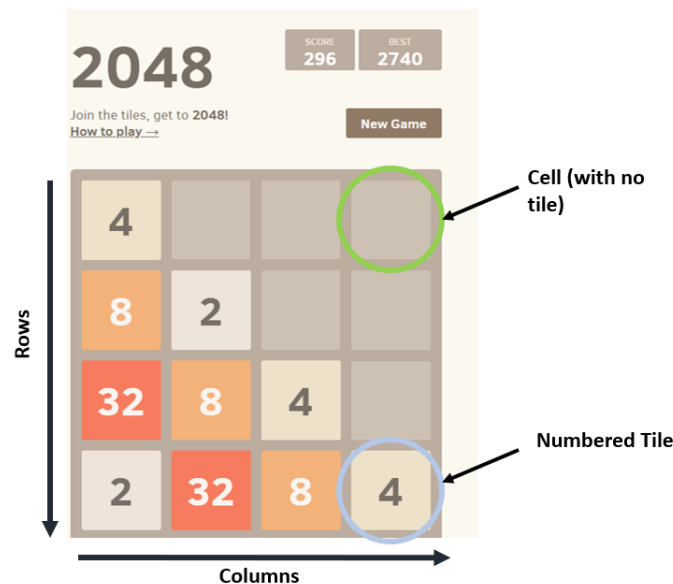 2048
SCORE
296
BEST
2740
Join the tiles, get to 2048!
How to play →
New Game
4
8 2
32 8 4
2 32 8 4
Rows
Columns
Cell (with no
tile)
Numbered Tile